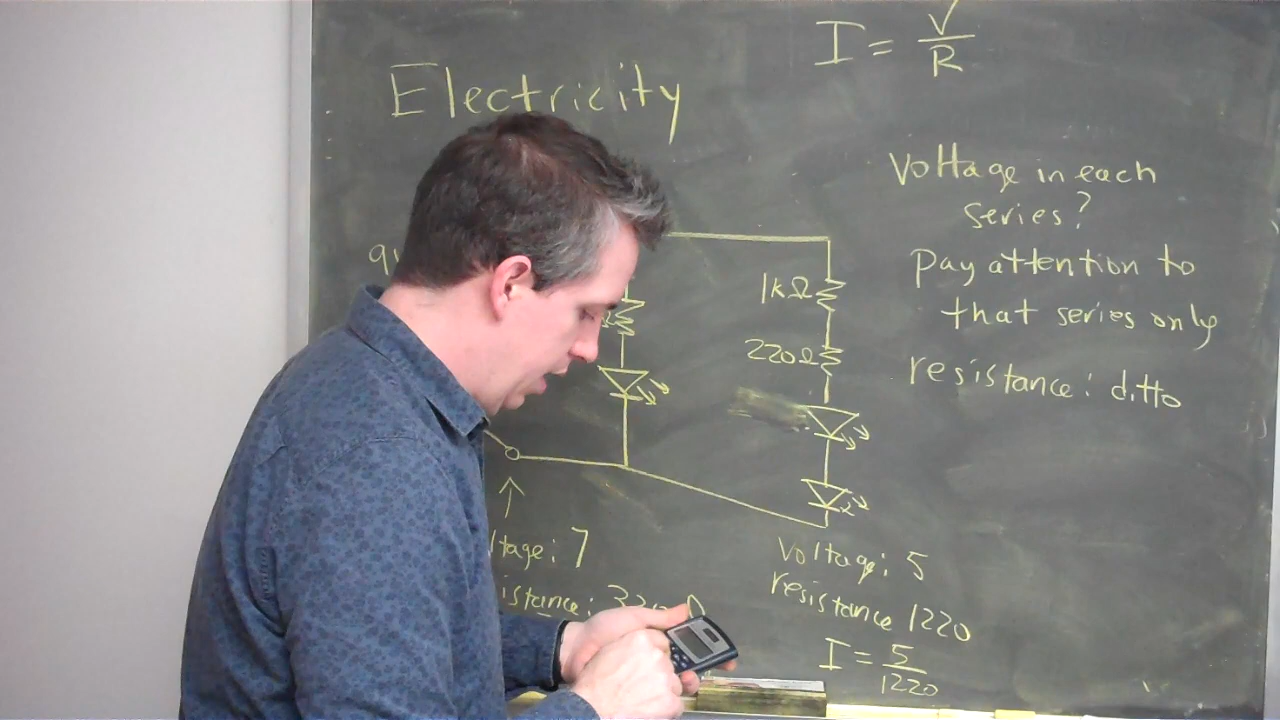 I = V/R
Electricity
Voltage in each
series?
pay attention to
that series only
resistance: ditto
1kΩ
220Ω
7
Voltage: 5
resistance 1220
I = 5/1220